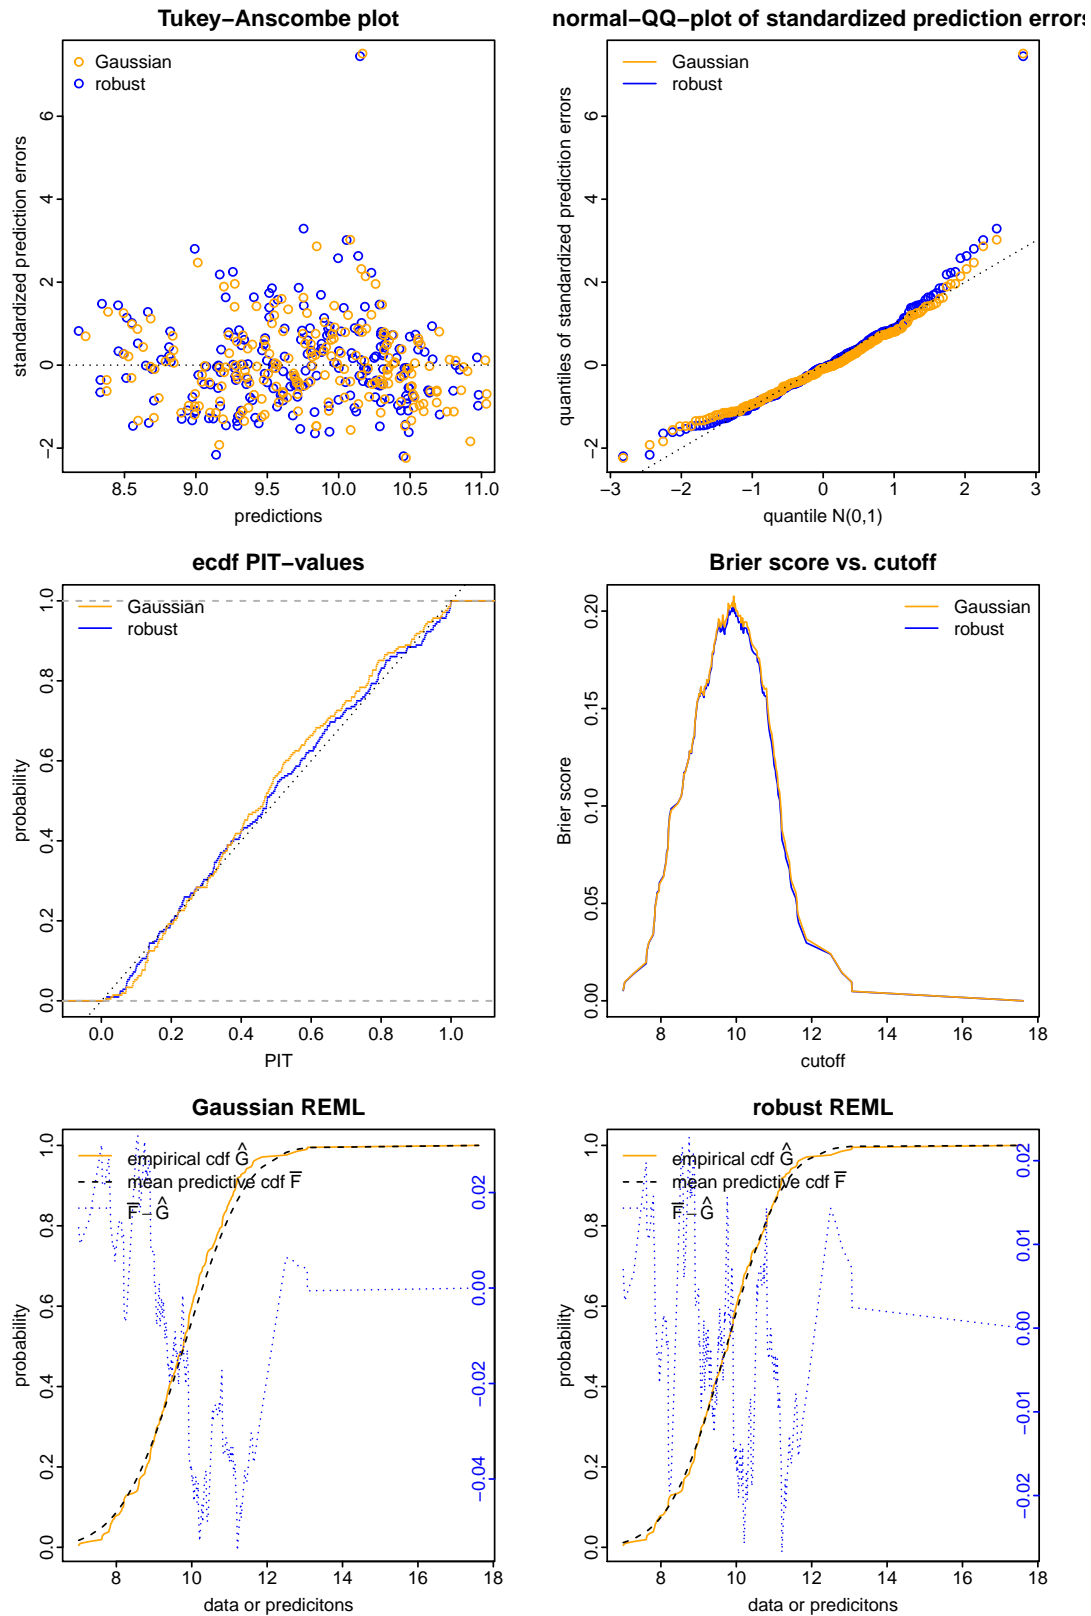 Tukey−Anscombe plot
Gaussian
robust
standardized prediction errors
6
4
2
0
−2
8.5 9.0 9.5 10.0 10.5 11.0
predictions
normal−QQ−plot of standardized prediction errors
Gaussian
robust
quantiles of standardized prediction errors
6
4
2
0
−2
−3 −2 −1 0 1 2 3
quantile N(0,1)
ecdf PIT−values
Gaussian
robust
probability
1.0
0.8
0.6
0.4
0.2
0.0
0.0 0.2 0.4 0.6 0.8 1.0
PIT
Brier score vs. cutoff
Gaussian
robust
Brier score
0.20
0.15
0.10
0.05
0.00
8 10 12 14 16 18
cutoff
Gaussian REML
empirical cdf Ĝ
mean predictive cdf F̅
F̅−Ĝ
probability
1.0
0.8
0.6
0.4
0.2
0.0
0.02
0.00
−0.02
−0.04
8 10 12 14 16 18
data or predicitons
robust REML
empirical cdf Ĝ
mean predictive cdf F̅
F̅−Ĝ
probability
1.0
0.8
0.6
0.4
0.2
0.0
0.02
0.01
0.00
−0.01
−0.02
8 10 12 14 16 18
data or predicitons